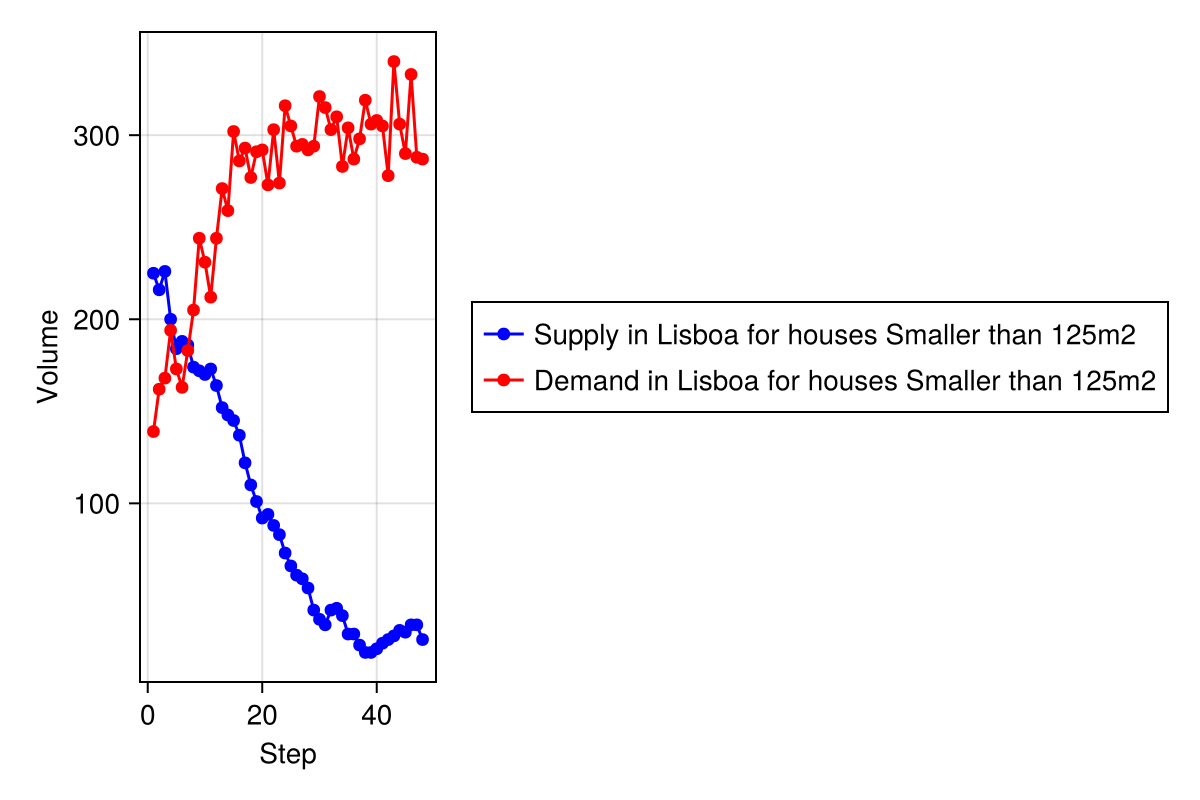 300
200
100
Volume
0 20 40
Step
Supply in Lisboa for houses Smaller than 125m2
Demand in Lisboa for houses Smaller than 125m2